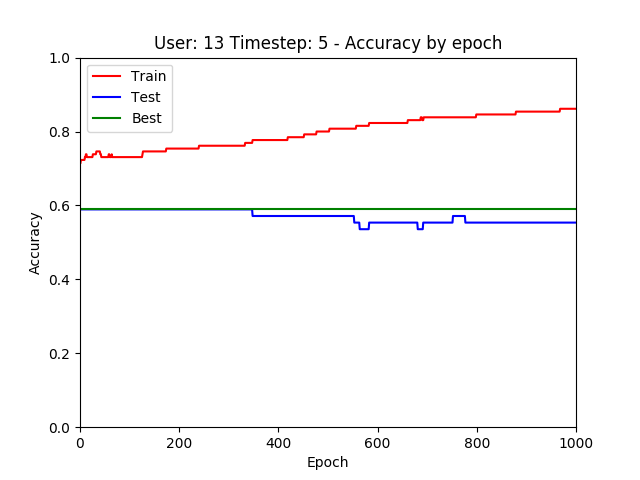 User: 13 Timestep: 5 - Accuracy by epoch
1.0
Train
Test
Best
0.8
0.6
Accuracy
0.4
0.2
0.0
0 200 400 600 800 1000
Epoch